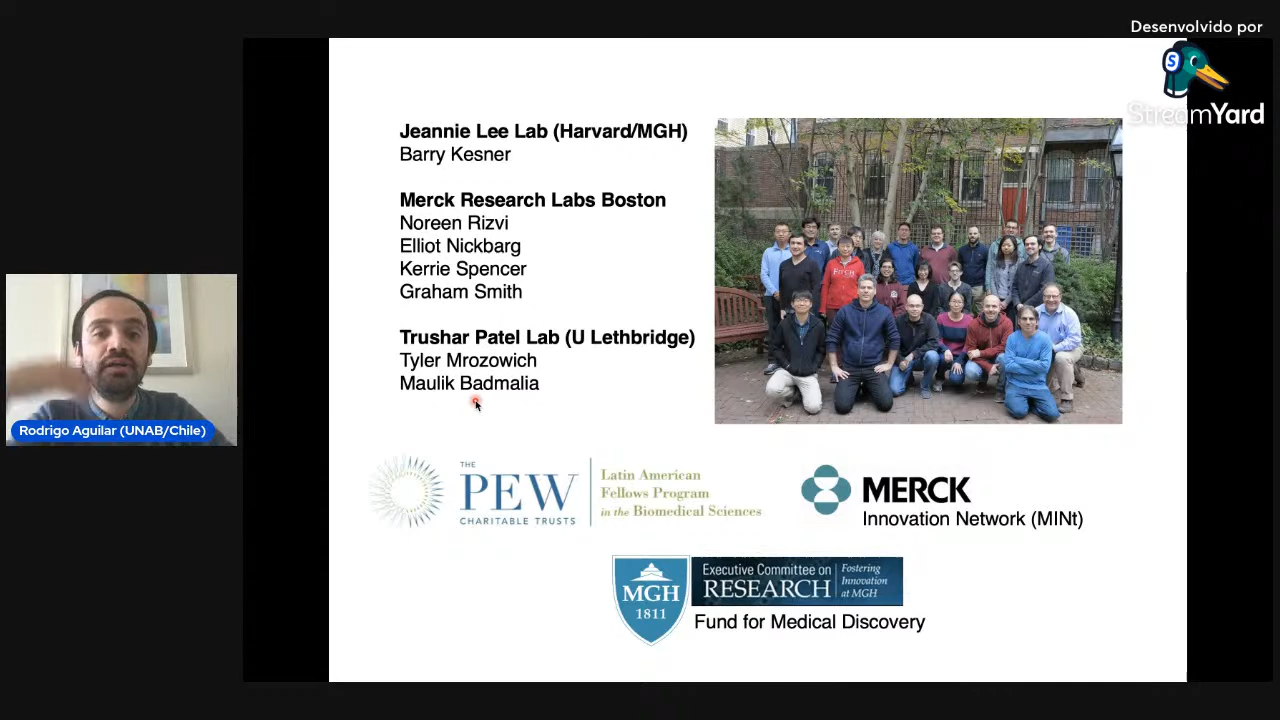 Desenvolvido por
S
StreamYard
Jeannie Lee Lab (Harvard/MGH)
Barry Kesner
Merck Research Labs Boston
Noreen Rizvi
Elliot Nickbarg
Kerrie Spencer
Graham Smith
Trushar Patel Lab (U Lethbridge)
Tyler Mrozowich
Maulik Badmalia
Rodrigo Aguilar (UNAB/Chile)
THE
PEW
CHARITABLE TRUSTS
Latin American
Fellows Program
in the Biomedical Sciences
MERCK
Innovation Network (MINt)
MGH
1811
Executive Committee on
RESEARCH
Fostering
Innovation
at MGH
Fund for Medical Discovery